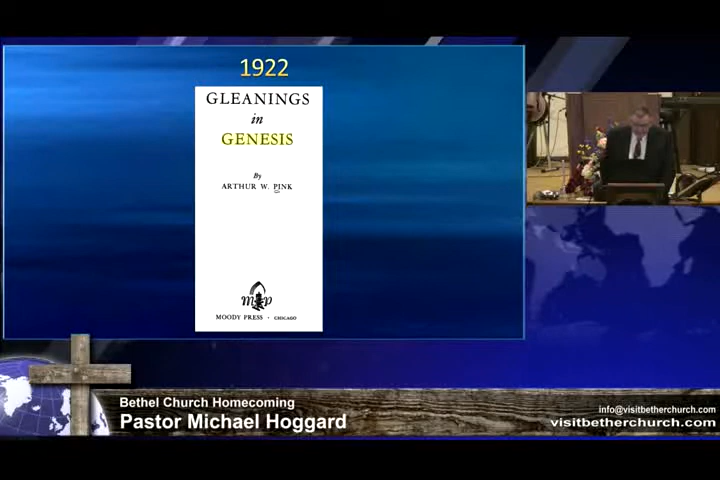 1922
GLEANINGS
in
GENESIS
By
ARTHUR W. PINK
MOODY PRESS · CHICAGO
Bethel Church Homecoming
Pastor Michael Hoggard
info@visitbetherchurch.com
visitbetherchurch.com